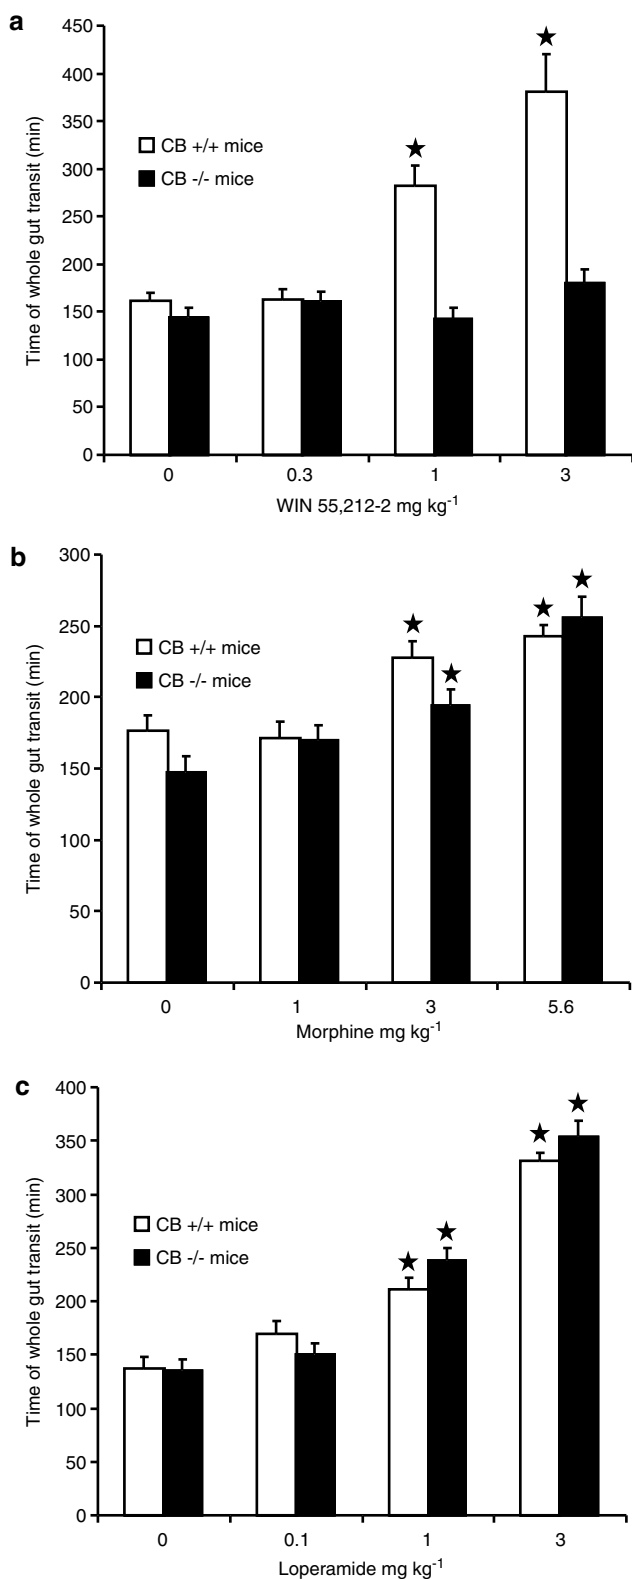 a
450
400
350
300
250
200
150
100
50
0
Time of whole gut transit (min)
CB +/+ mice
CB -/- mice
0 0.3 1 3
WIN 55,212-2 mg kg-1
b
300
250
200
150
100
50
0
Time of whole gut transit (min)
CB +/+ mice
CB -/- mice
0 1 3 5.6
Morphine mg kg-1
c
400
350
300
250
200
150
100
50
0
Time of whole gut transit (min)
CB +/+ mice
CB -/- mice
0 0.1 1 3
Loperamide mg kg-1